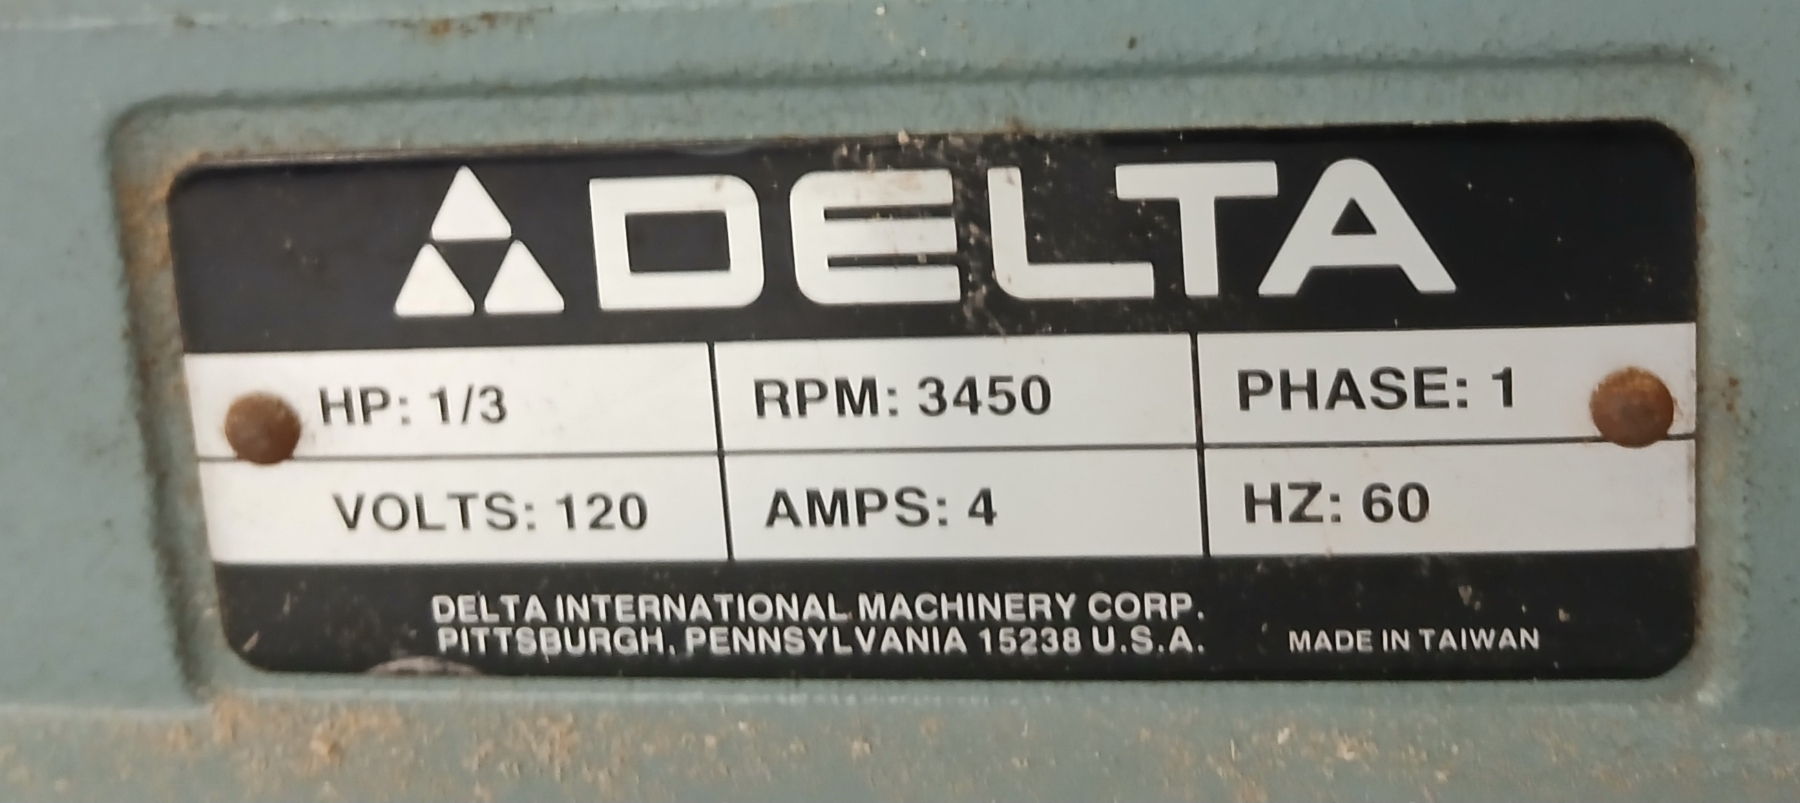 DELTA
HP: 1/3 RPM: 3450 PHASE: 1
VOLTS: 120 AMPS: 4 HZ: 60
DELTA INTERNATIONAL MACHINERY CORP.
PITTSBURGH, PENNSYLVANIA 15238 U.S.A. MADE IN TAIWAN